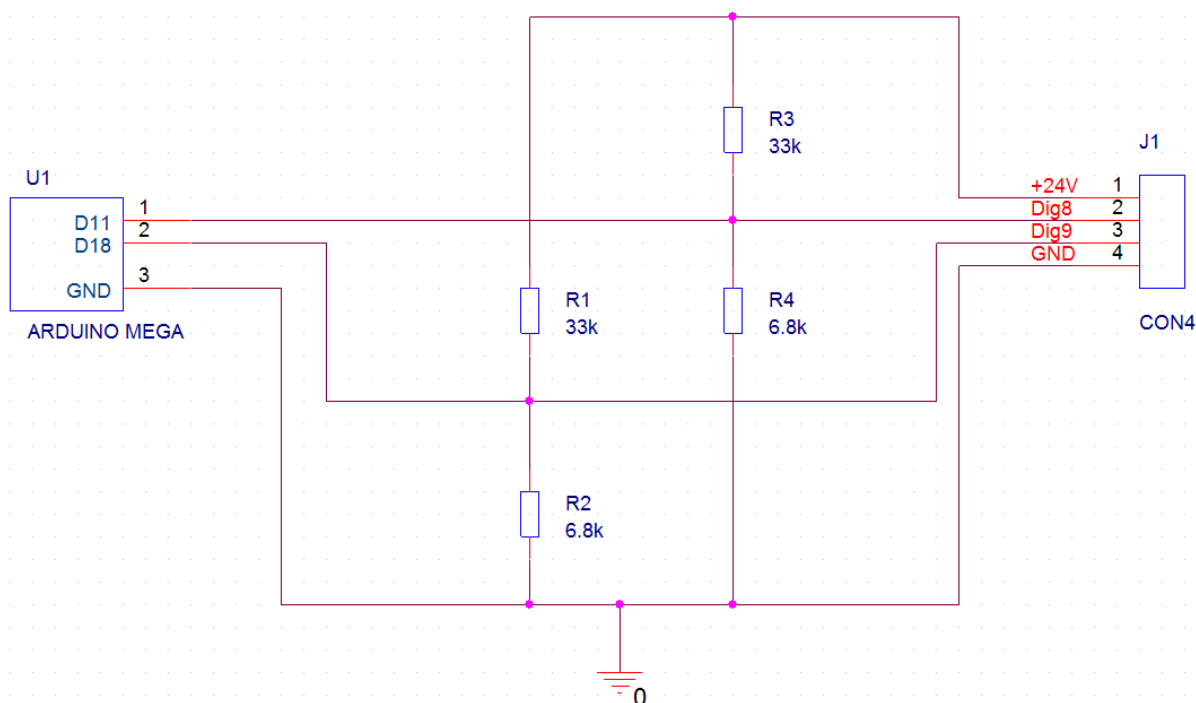 R3
33k
J1
U1
+24V 1
Dig8 2
Dig9 3
GND 4
D11 1
D18 2
GND 3
ARDUINO MEGA
R1
33k
R4
6.8k
CON4
R2
6.8k
0